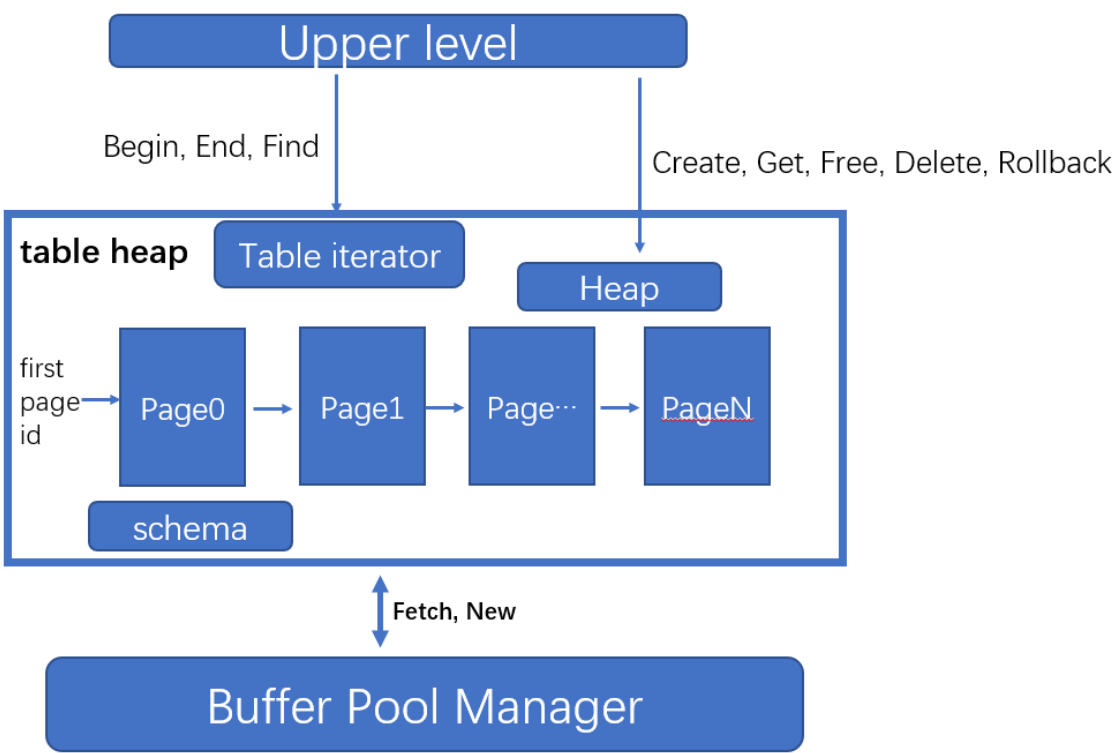 Upper level
Begin, End, Find
Create, Get, Free, Delete, Rollback
table heap
Table iterator
Heap
first
page
id
Page0
Page1
Page···
PageN
schema
Fetch, New
Buffer Pool Manager